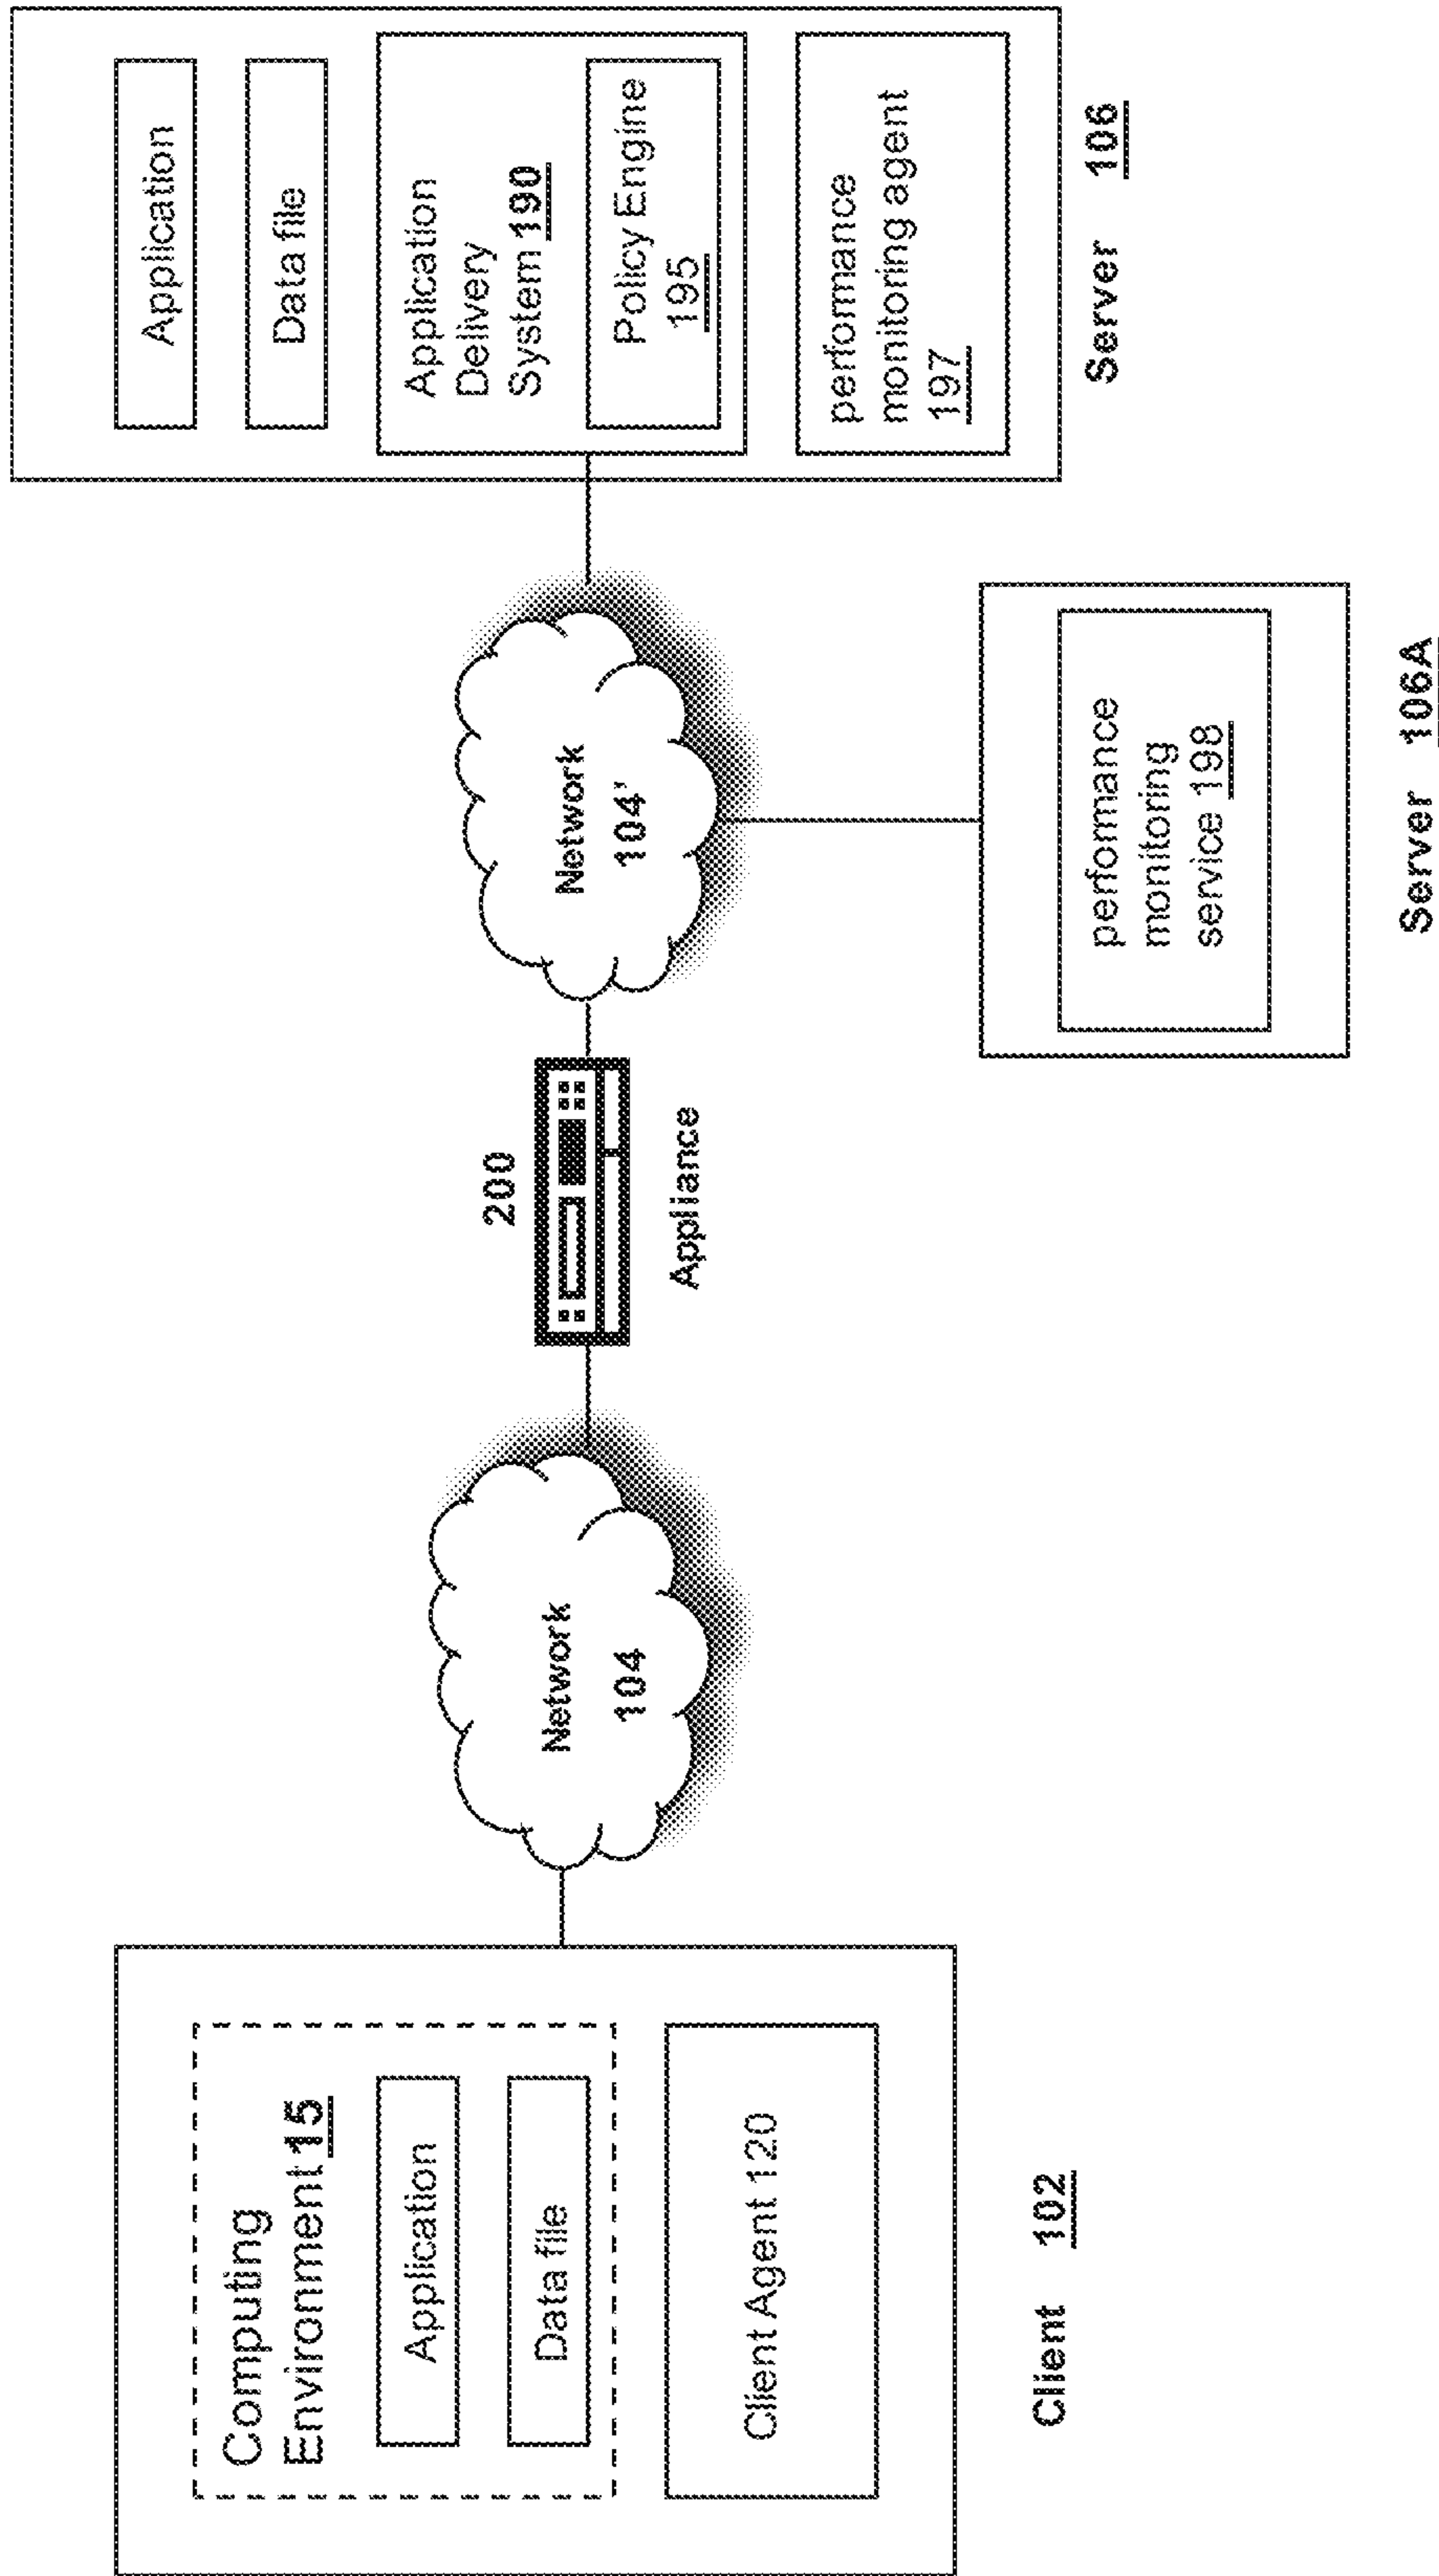 Computing
Environment 15
Application
Data file
Client Agent 120
Client 102
Network
104
200
Appliance
Network
104'
perfomance
monitoring
service 198
Server 106A
Application
Data file
Application
Delivery
System 190
Policy Engine
195
performance
monitoring agent
197
Server 106